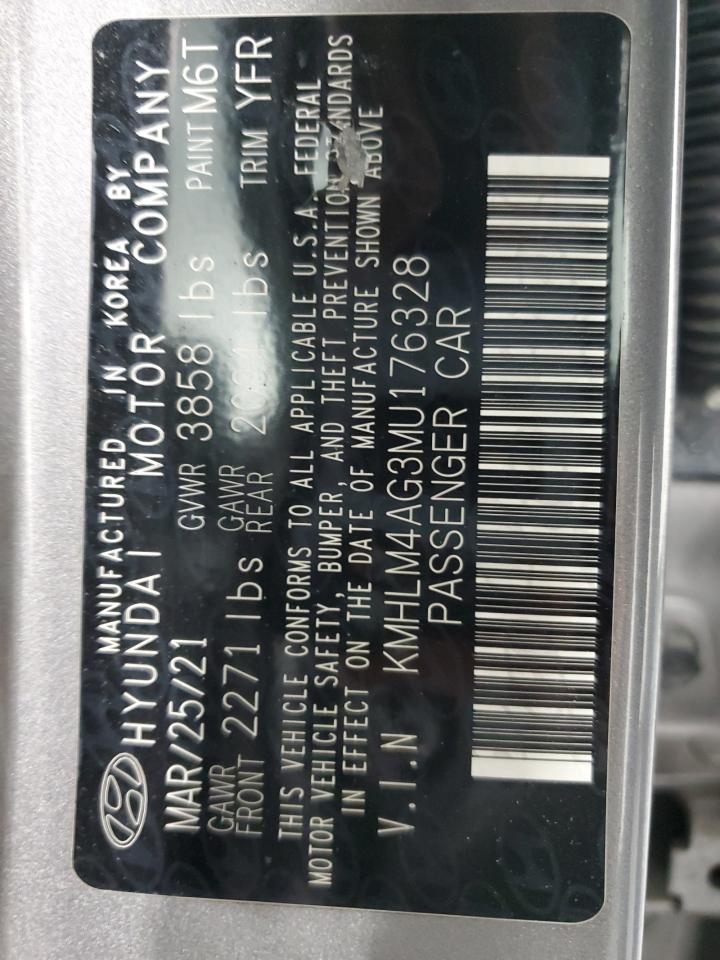 MANUFACTURED IN KOREA BY
HYUNDAI MOTOR COMPANY
MAR/25/21 GVWR 3858 lbs PAINT M6T
GAWR FRONT 2271 lbs GAWR REAR lbs TRIM YFR
THIS VEHICLE CONFORMS TO ALL APPLICABLE U.S.A. FEDERAL
MOTOR VEHICLE SAFETY, BUMPER, AND THEFT PREVENTION STANDARDS
IN EFFECT ON THE DATE OF MANUFACTURE SHOWN ABOVE
V.I.N KMHLM4AG3MU176328
PASSENGER CAR